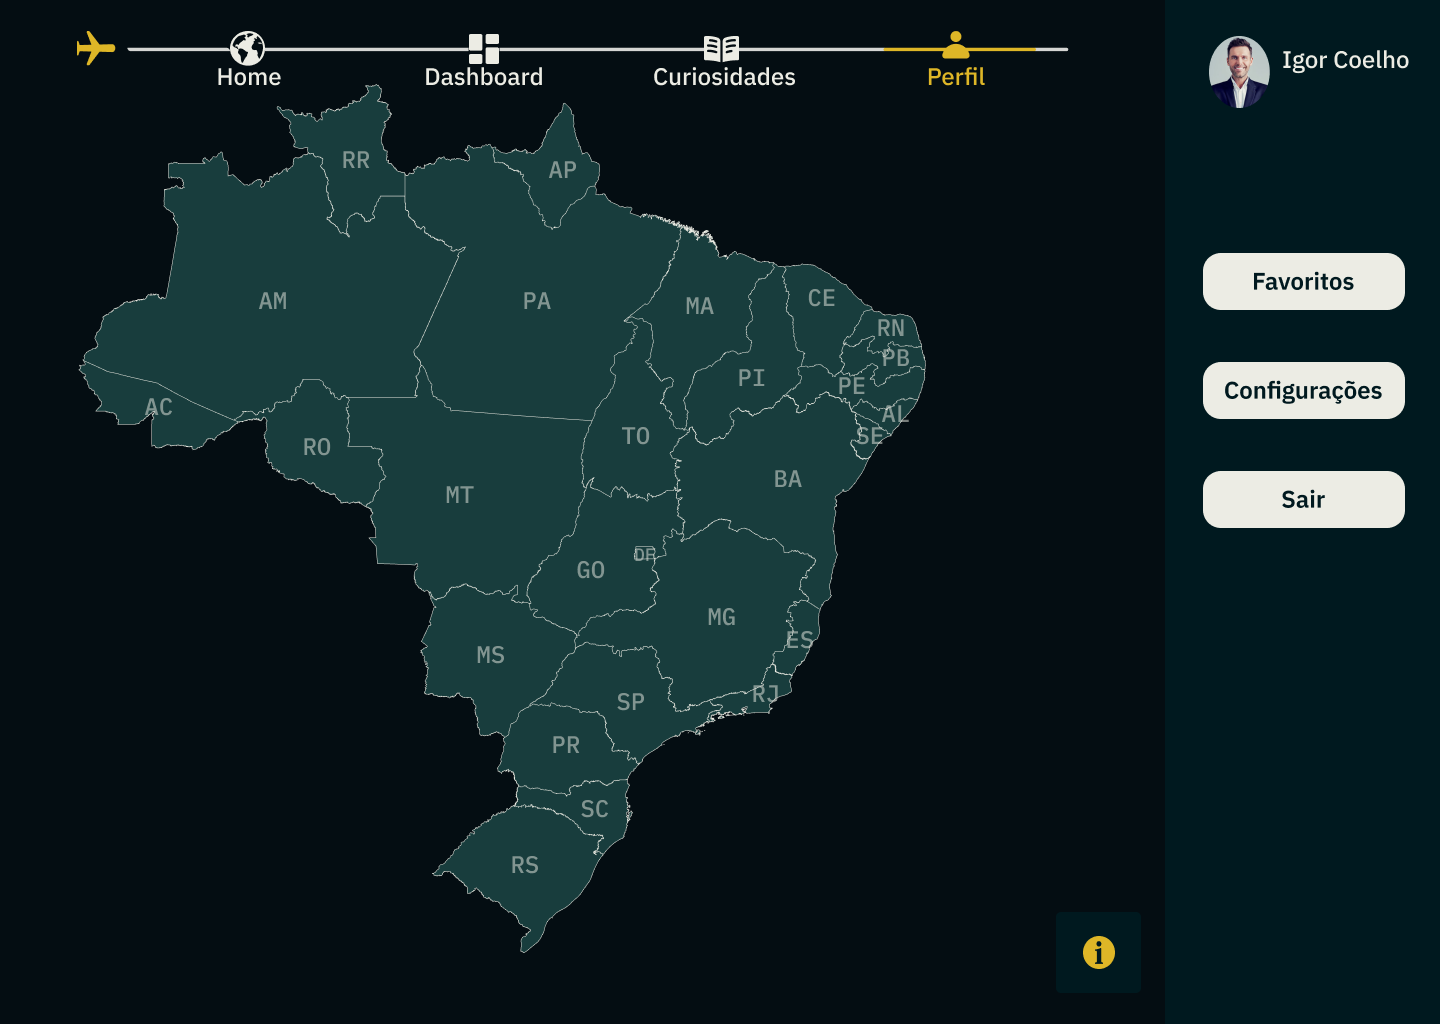 Home
Dashboard
Curiosidades
Perfil
Igor Coelho
RR
AP
AM
PA
MA
CE
RN
PB
PI
PE
AC
AL
TO
SE
RO
BA
MT
DF
GO
MG
ES
MS
RJ
SP
PR
SC
RS
Favoritos
Configurações
Sair
i